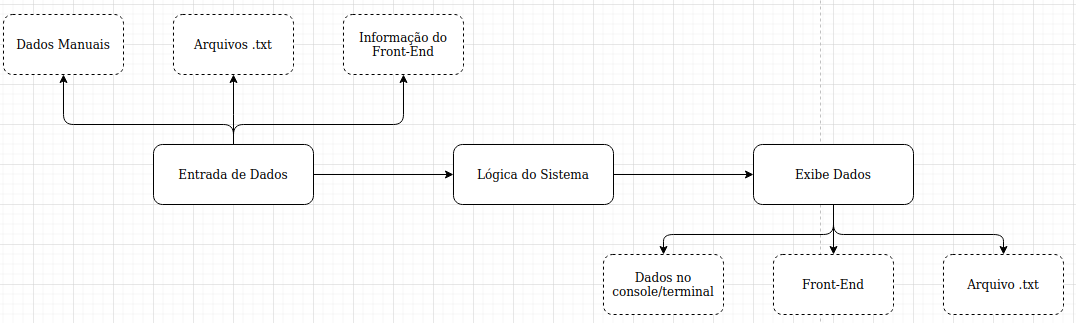 Dados Manuais
Arquivos .txt
Informação do
Front-End
Entrada de Dados
Lógica do Sistema
Exibe Dados
Dados no
console/terminal
Front-End
Arquivo .txt